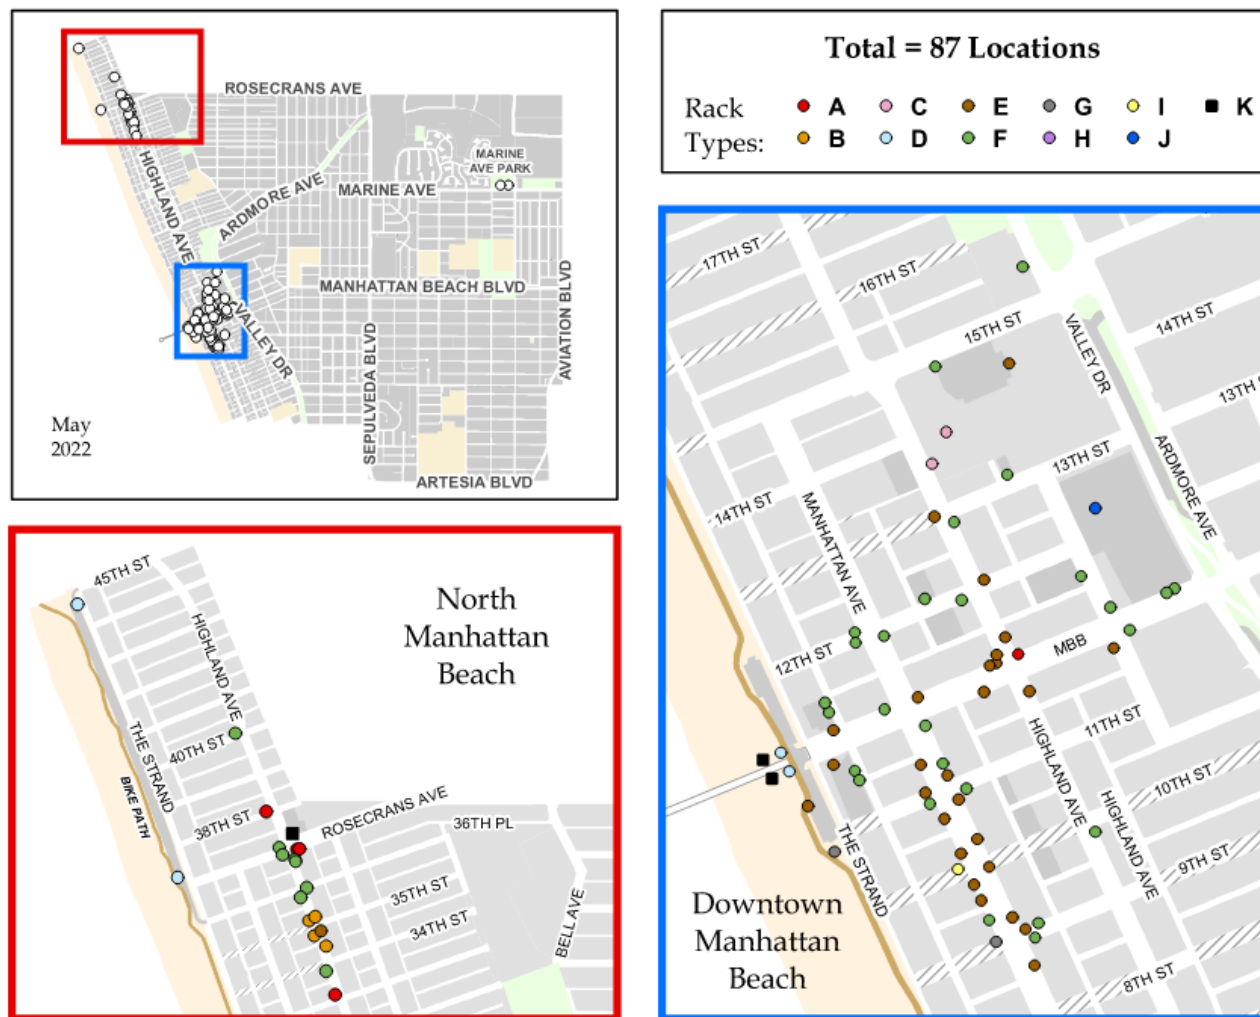 ROSECRANS AVE
MARINE
AVE PARK
HIGHLAND AVE
ARDMORE AVE
MARINE AVE
MANHATTAN BEACH BLVD
VALLEY DR
SEPULVEDA BLVD
AVIATION BLVD
May
2022
ARTESIA BLVD
Total = 87 Locations
Rack
Types:
A C E G I K
B D F H J
North
Manhattan
Beach
45TH ST
HIGHLAND AVE
THE STRAND
40TH ST
BIKE PATH
38TH ST
ROSECRANS AVE
36TH PL
35TH ST
34TH ST
BELL AVE
17TH ST
16TH ST
15TH ST
VALLEY DR
14TH ST
13TH
ARDMORE AVE
13TH ST
14TH ST
MANHATTAN AVE
12TH ST
MBB
11TH ST
HIGHLAND AVE
10TH ST
HIGHLAND AVE
9TH ST
THE STRAND
8TH ST
Downtown
Manhattan
Beach